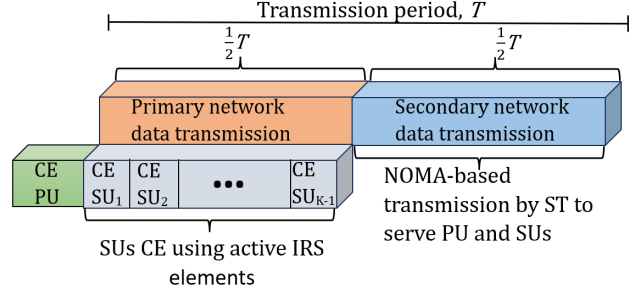 Transmission period, T
½T
½T
Primary network
data transmission
Secondary network
data transmission
CE
PU
CE
SU₁
CE
SU₂
•••
CE
SU_K-1
NOMA-based
transmission by ST to
serve PU and SUs
SUs CE using active IRS
elements